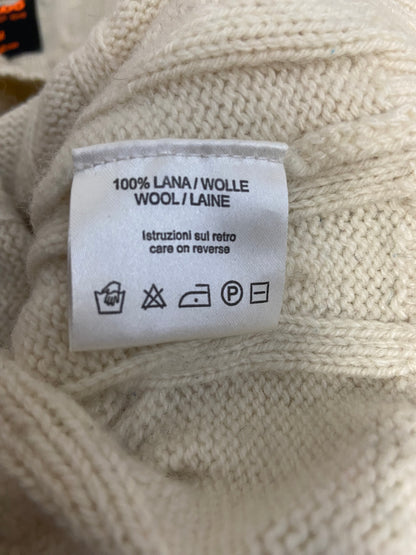 100% LANA / WOLLE
WOOL / LAINE
Istruzioni sul retro
care on reverse
P